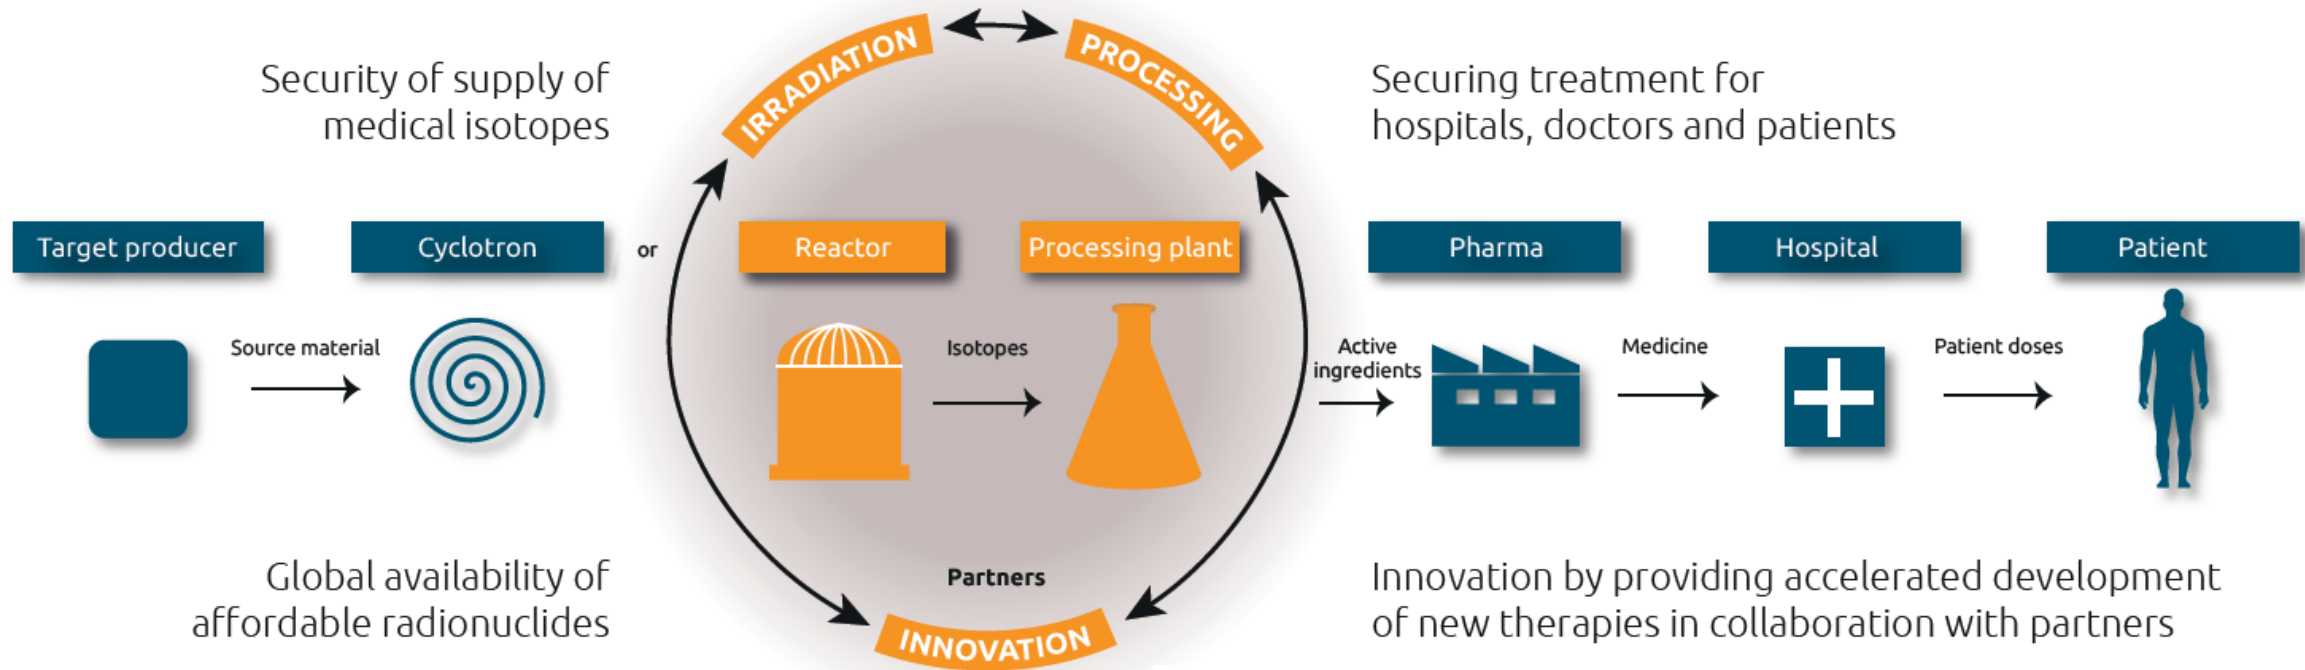 IRRADIATION
PROCESSING
Security of supply of
medical isotopes
Securing treatment for
hospitals, doctors and patients
Target producer
Cyclotron
or
Reactor
Processing plant
Pharma
Hospital
Patient
Source material
Isotopes
Active
ingredients
Medicine
Patient doses
Global availability of
affordable radionuclides
Partners
INNOVATION
Innovation by providing accelerated development
of new therapies in collaboration with partners